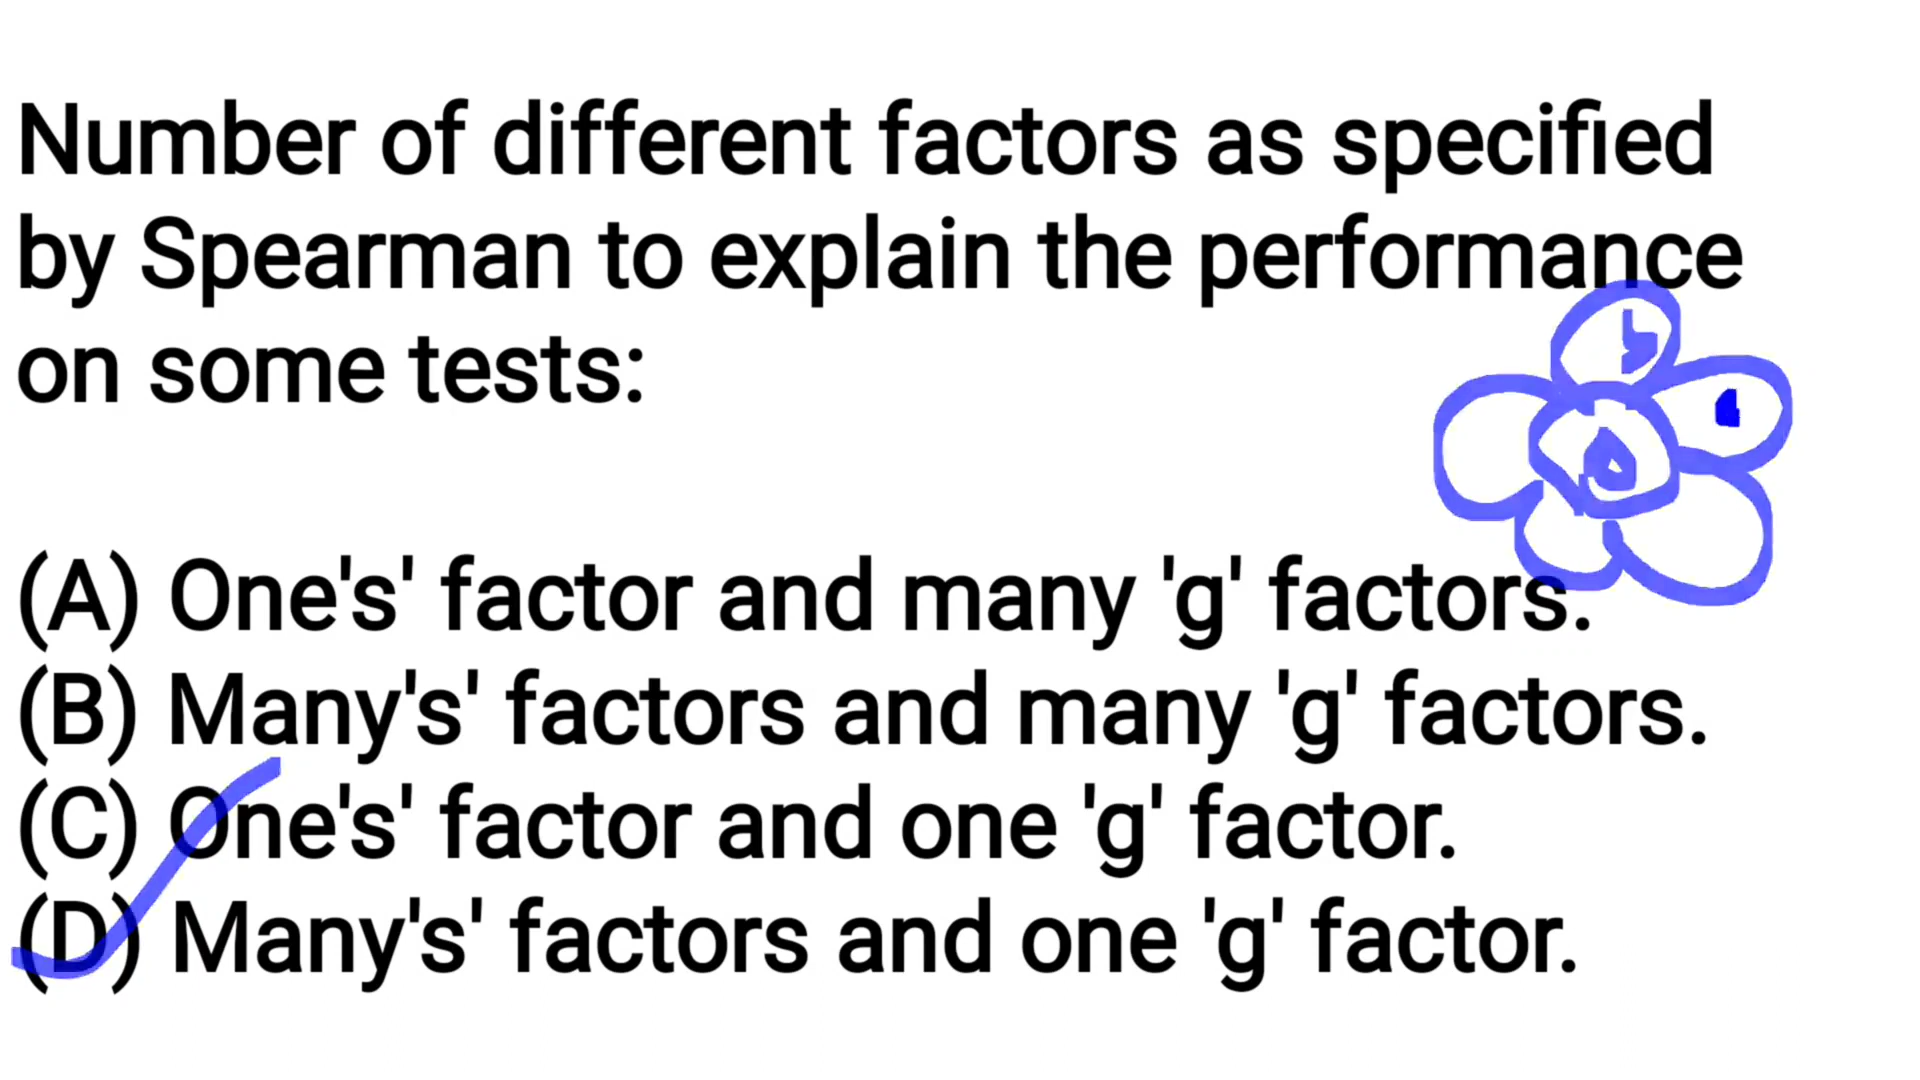 Number of different factors as specified
by Spearman to explain the performance
on some tests:
(A) One's' factor and many 'g' factors.
(B) Many's' factors and many 'g' factors.
(C) One's' factor and one 'g' factor.
(D) Many's' factors and one 'g' factor.